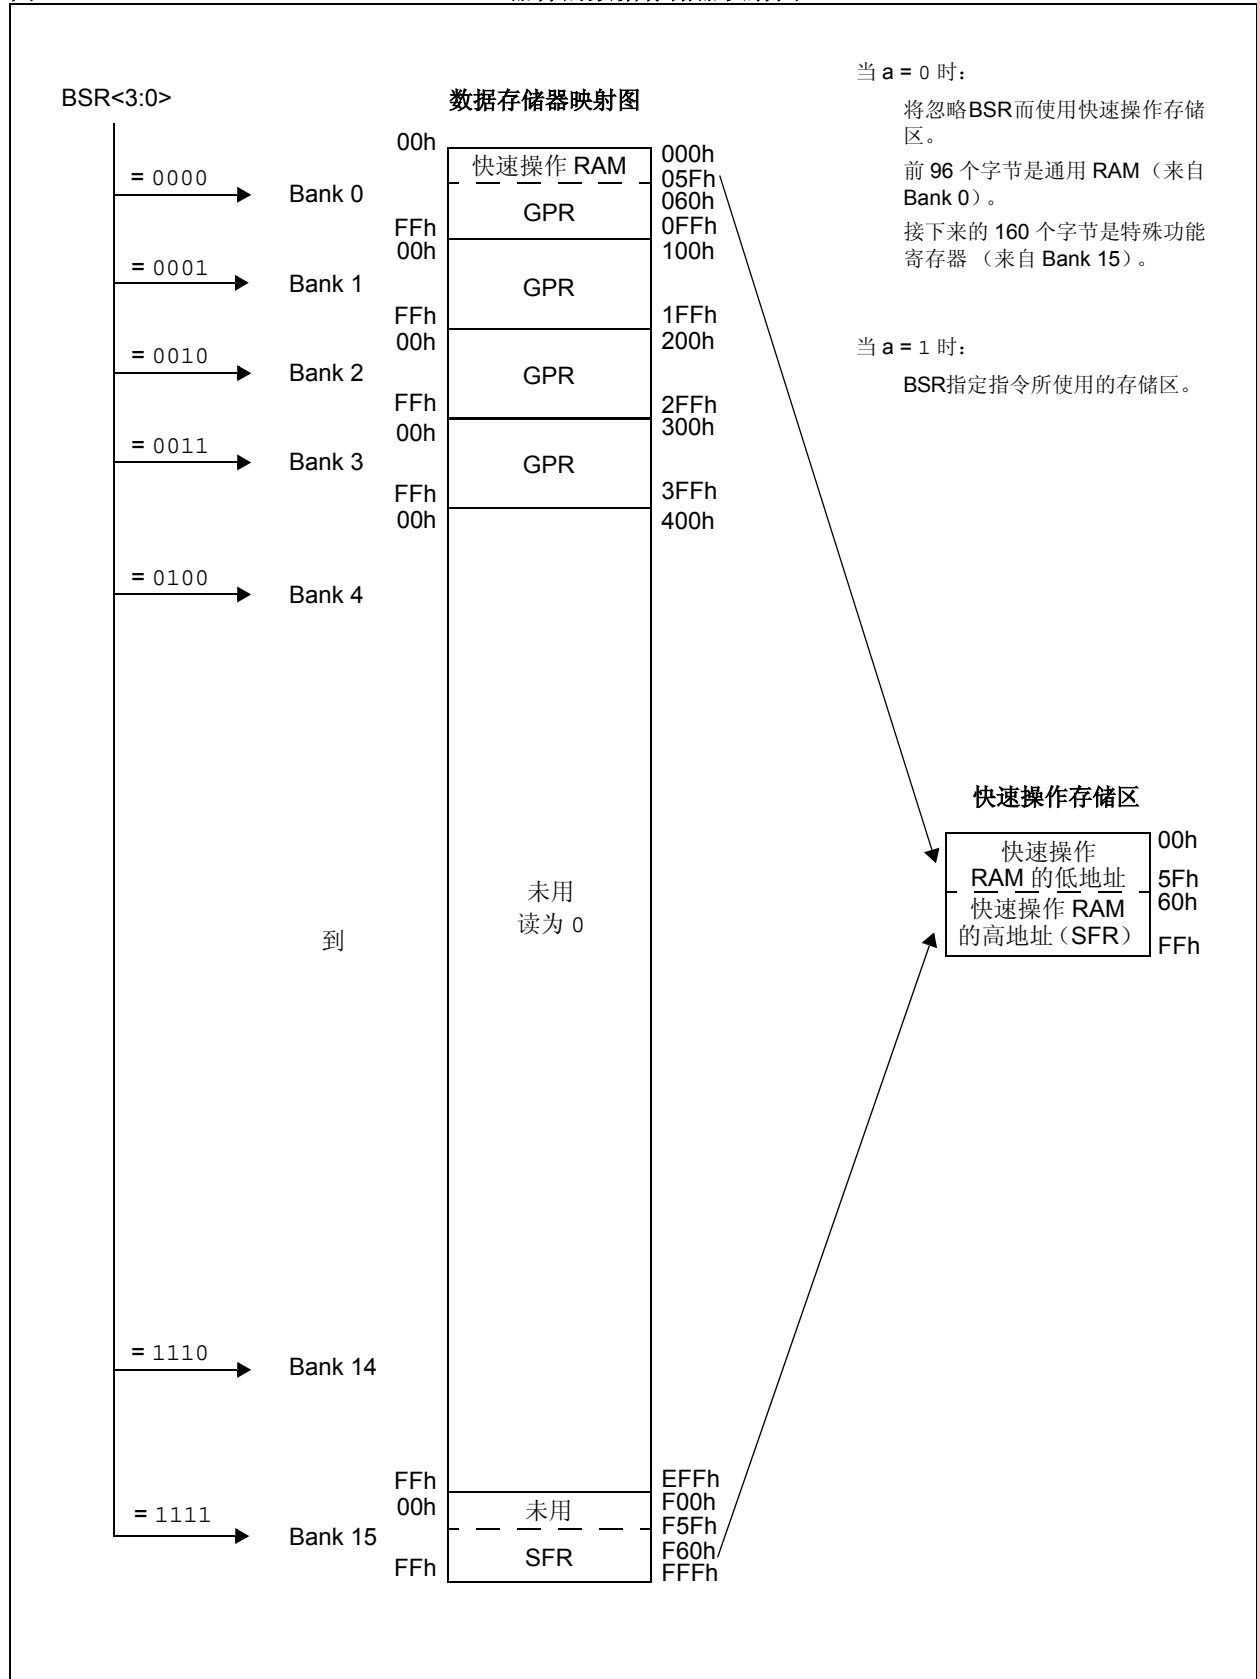 BSR<3:0>
数据存储器映射图
当 a = 0 时：
将忽略BSR而使用快速操作存储
区。
前 96 个字节是通用 RAM（来自
Bank 0）。
接下来的 160 个字节是特殊功能
寄存器 （来自 Bank 15）。
当 a = 1 时：
BSR指定指令所使用的存储区。
= 0000
Bank 0
00h
FFh
快速操作 RAM
GPR
000h
05Fh
060h
0FFh
= 0001
Bank 1
00h
FFh
GPR
100h
1FFh
= 0010
Bank 2
00h
FFh
GPR
200h
2FFh
= 0011
Bank 3
00h
FFh
GPR
300h
3FFh
= 0100
Bank 4
00h
400h
到
未用
读为 0
快速操作存储区
快速操作
RAM 的低地址
快速操作 RAM
的高地址（SFR）
00h
5Fh
60h
FFh
= 1110
Bank 14
FFh
EFFh
= 1111
Bank 15
00h
FFh
未用
SFR
F00h
F5Fh
F60h
FFFh